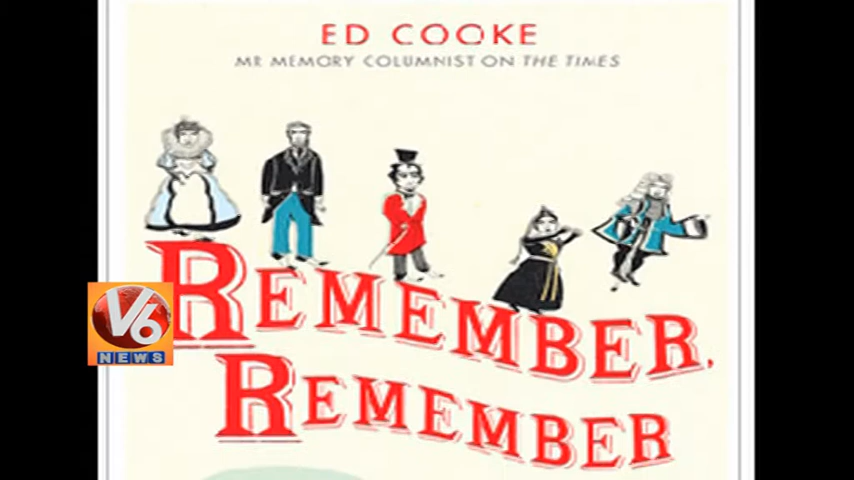 ED COOKE
MR MEMORY COLUMNIST ON THE TIMES
REMEMBER,
REMEMBER
V6
NEWS